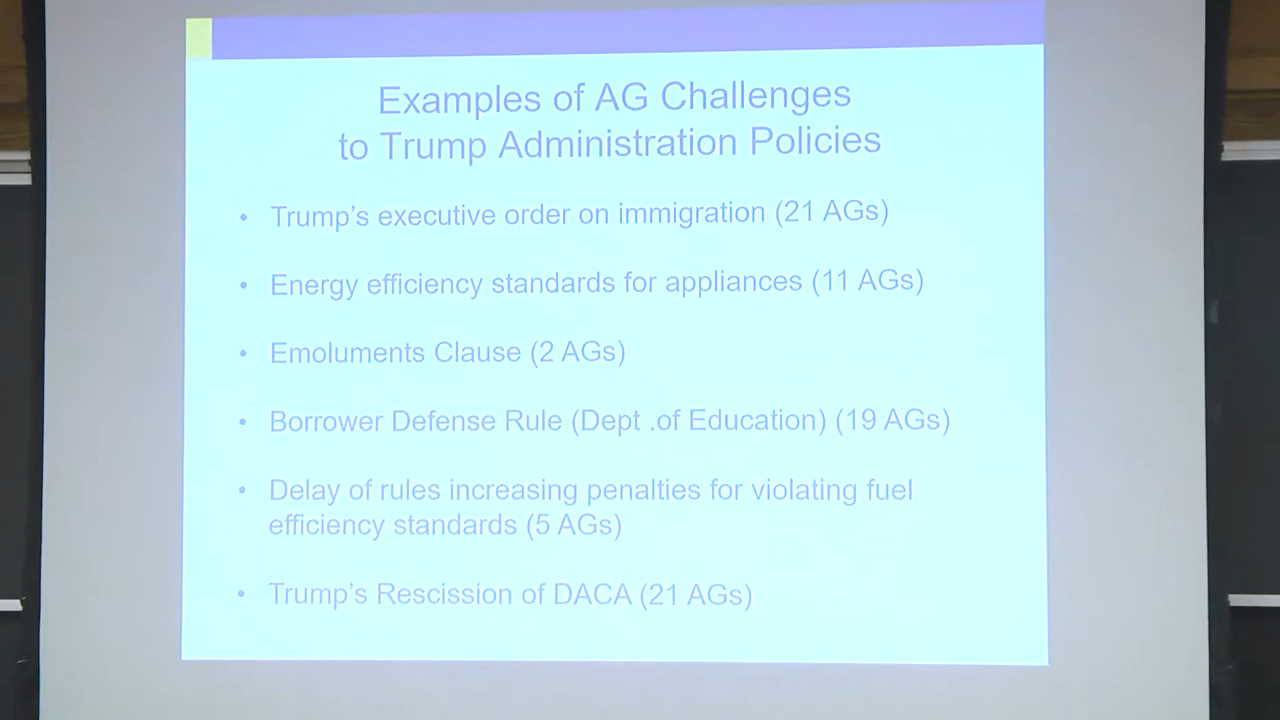 Examples of AG Challenges
to Trump Administration Policies
• Trump's executive order on immigration (21 AGs)
• Energy efficiency standards for appliances (11 AGs)
• Emoluments Clause (2 AGs)
• Borrower Defense Rule (Dept .of Education) (19 AGs)
• Delay of rules increasing penalties for violating fuel
efficiency standards (5 AGs)
• Trump's Rescission of DACA (21 AGs)